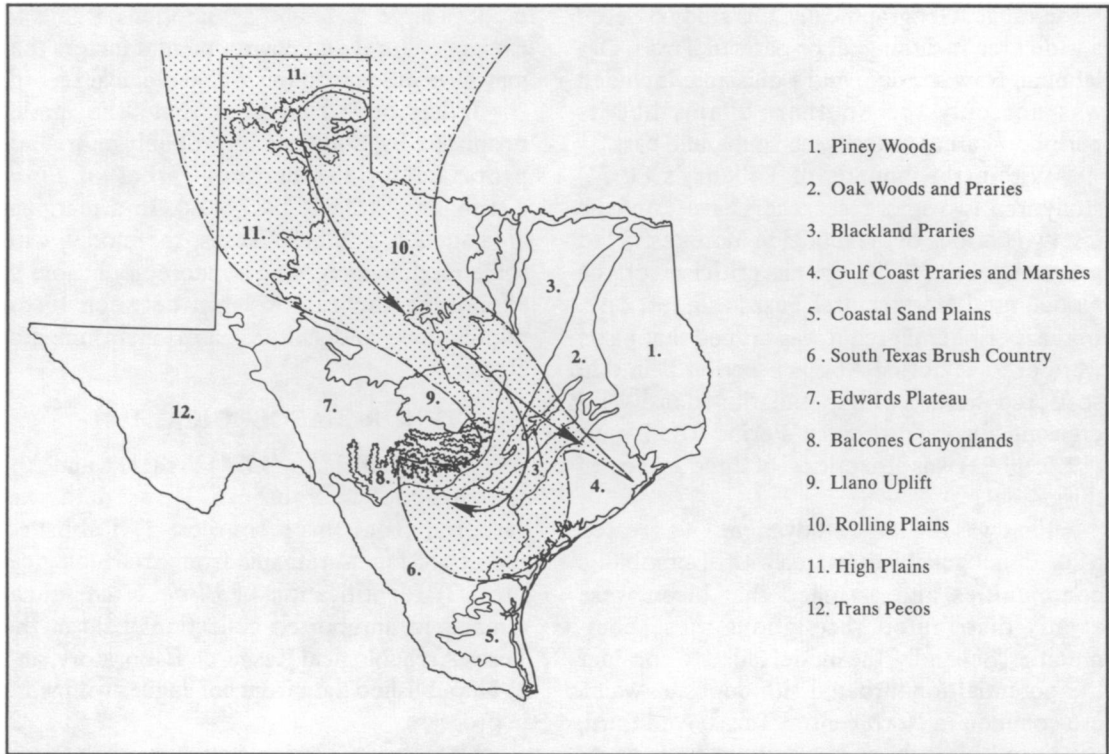 11.
11.
10.
3.
1.
2.
12.
7.
9.
8.
3.
4.
6.
5.
1. Piney Woods
2. Oak Woods and Praries
3. Blackland Praries
4. Gulf Coast Praries and Marshes
5. Coastal Sand Plains
6. South Texas Brush Country
7. Edwards Plateau
8. Balcones Canyonlands
9. Llano Uplift
10. Rolling Plains
11. High Plains
12. Trans Pecos